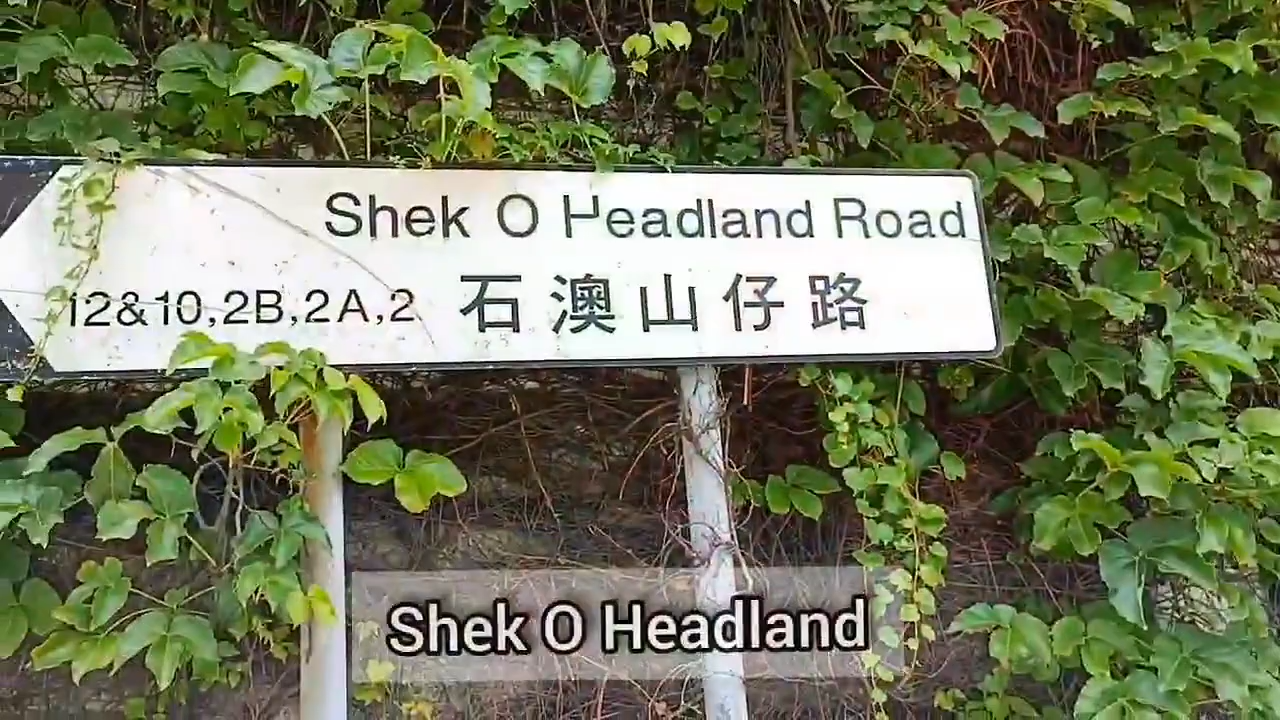 Shek O Headland Road
12&10,2B,2A,2 石澳山仔路
Shek O Headland